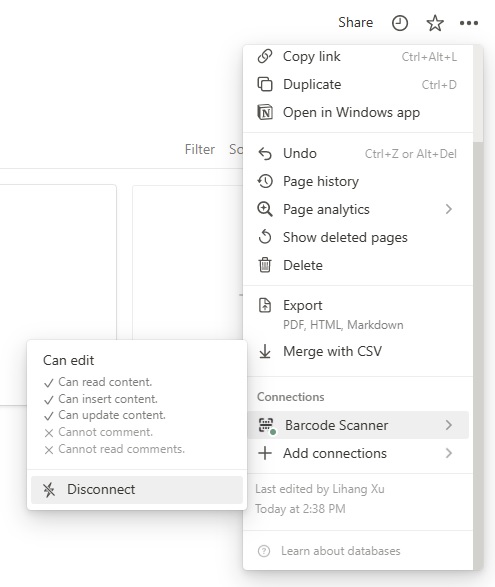 Share
Copy link Ctrl+Alt+L
Duplicate Ctrl+D
Open in Windows app
Filter
Undo Ctrl+Z or Alt+Del
Page history
Page analytics
Show deleted pages
Delete
Export
PDF, HTML, Markdown
Merge with CSV
Connections
Barcode Scanner
Add connections
Can edit
Can read content.
Can insert content.
Can update content.
Cannot comment.
Cannot read comments.
Disconnect
Last edited by Lihang Xu
Today at 2:38 PM
Learn about databases